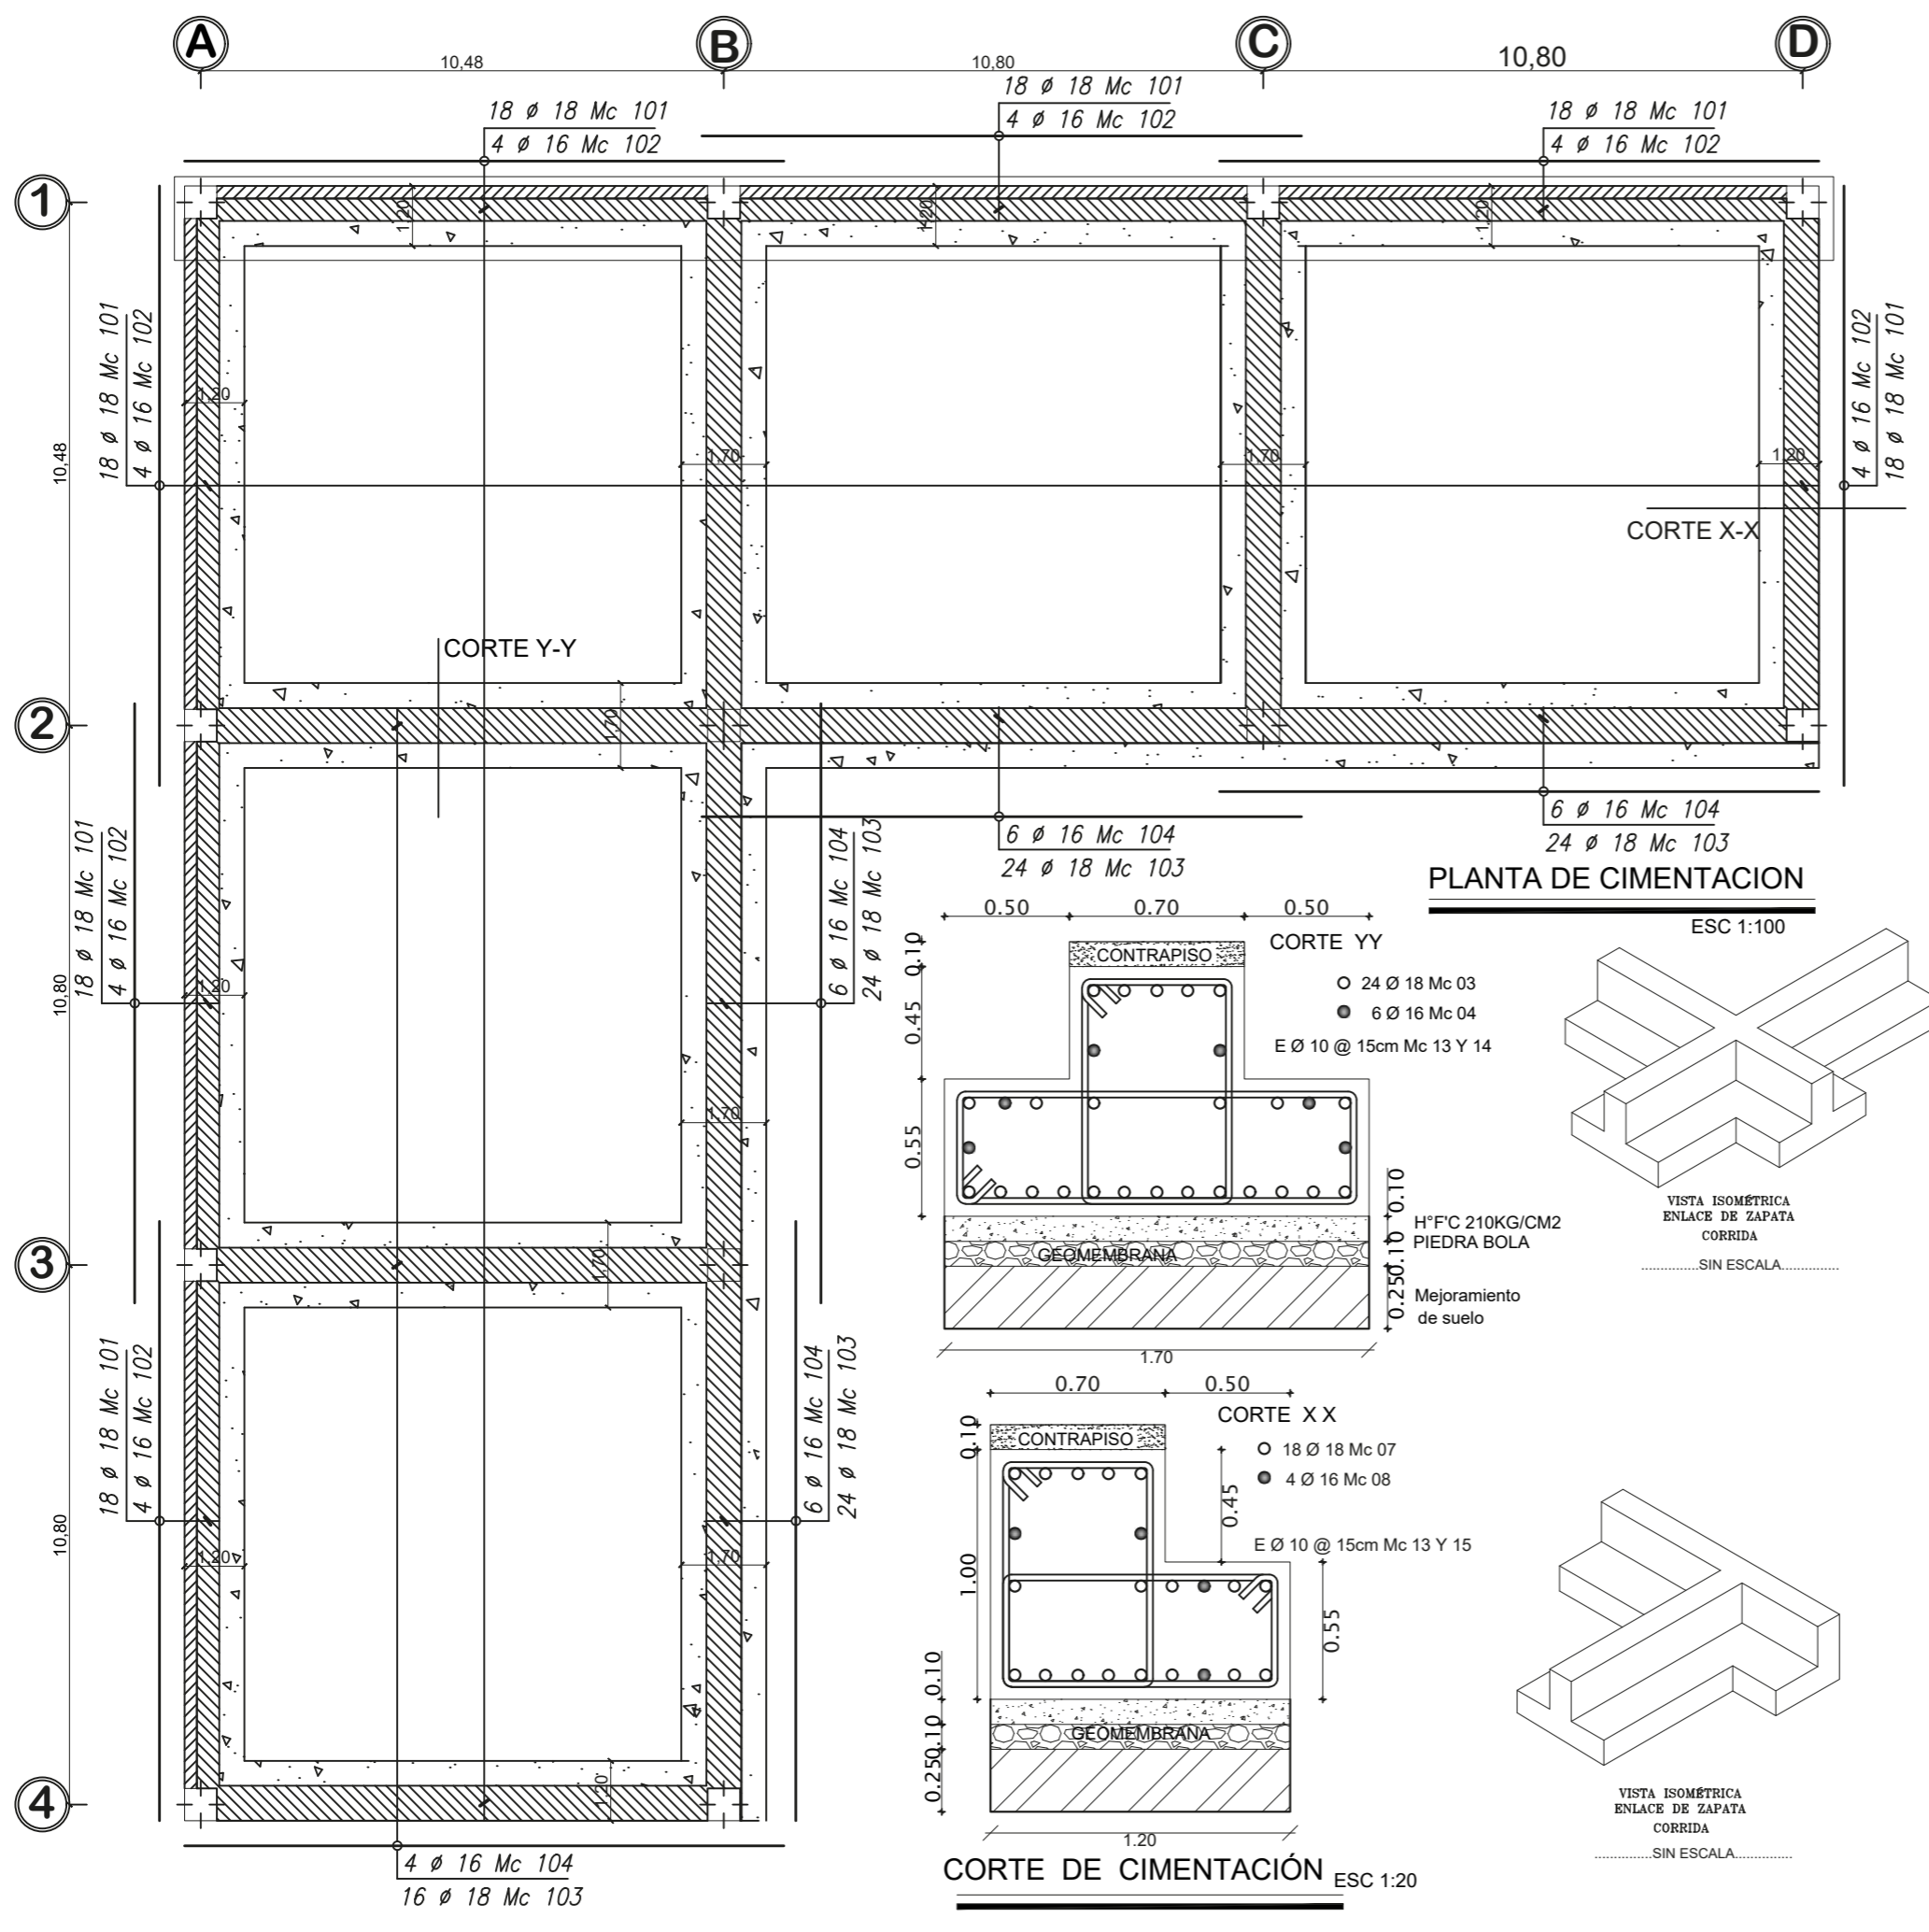 A
B
C
D
10,48
10,80
10,80
18 ø 18 Mc 101
4 ø 16 Mc 102
18 ø 18 Mc 101
4 ø 16 Mc 102
18 ø 18 Mc 101
4 ø 16 Mc 102
1
1,20
1,20
1,20
18 ø 18 Mc 101
4 ø 16 Mc 102
10,48
1,20
1,70
1,70
1,20
4 ø 16 Mc 102
18 ø 18 Mc 101
CORTE X-X
CORTE Y-Y
2
1,70
18 ø 18 Mc 101
4 ø 16 Mc 102
10,80
1,20
1,70
6 ø 16 Mc 104
24 ø 18 Mc 103
6 ø 16 Mc 104
24 ø 18 Mc 103
6 ø 16 Mc 104
24 ø 18 Mc 103
PLANTA DE CIMENTACION
ESC 1:100
0.50
0.70
0.50
CORTE YY
0.10
CONTRAPISO
24 Ø 18 Mc 03
6 Ø 16 Mc 04
0.45
E Ø 10 @ 15cm Mc 13 Y 14
0.55
0.10
H°F'C 210KG/CM2
PIEDRA BOLA
GEOMEMBRANA
0.10
0.25
Mejoramiento
de suelo
1.70
VISTA ISOMÉTRICA
ENLACE DE ZAPATA
CORRIDA
..............SIN ESCALA..............
3
1,70
18 ø 18 Mc 101
4 ø 16 Mc 102
10,80
1,20
1,70
6 ø 16 Mc 104
24 ø 18 Mc 103
0.70
0.50
CORTE X X
0.10
CONTRAPISO
18 Ø 18 Mc 07
4 Ø 16 Mc 08
0.45
E Ø 10 @ 15cm Mc 13 Y 15
1.00
0.55
0.10
GEOMEMBRANA
0.10
0.25
1.20
CORTE DE CIMENTACIÓN
ESC 1:20
VISTA ISOMÉTRICA
ENLACE DE ZAPATA
CORRIDA
..............SIN ESCALA..............
4
1,20
4 ø 16 Mc 104
16 ø 18 Mc 103